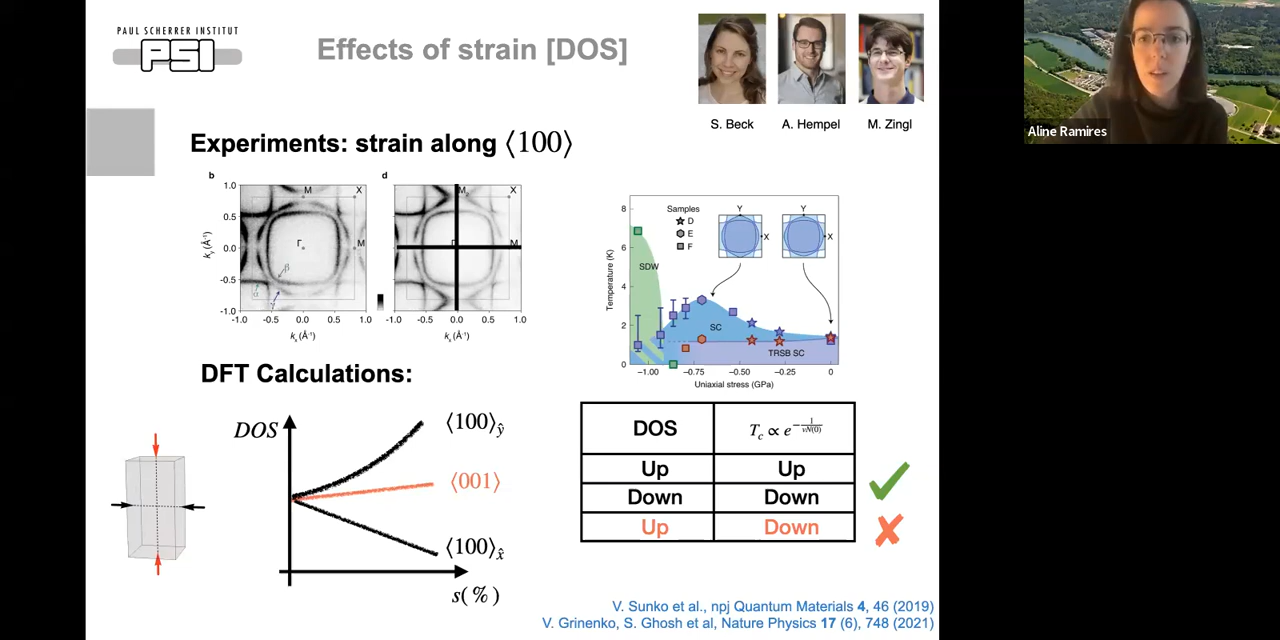 PAUL SCHERRER INSTITUT
PSI
Effects of strain [DOS]
S. Beck
A. Hempel
M. Zingl
Aline Ramires
Experiments: strain along ⟨100⟩
b
d
1.0
0.5
0.0
-0.5
-1.0
k_y (Å⁻¹)
M
X
Γ
M
β
α
γ
-1.0
-0.5
0.0
0.5
1.0
k_x (Å⁻¹)
M
X
Γ
M
-1.0
-0.5
0.0
0.5
1.0
k_x (Å⁻¹)
Samples
D
E
F
Y
X
Y
X
8
6
4
2
0
Temperature (K)
SDW
SC
TRSB SC
−1.00
−0.75
−0.50
−0.25
0
Uniaxial stress (GPa)
DFT Calculations:
DOS
⟨100⟩_ŷ
⟨001⟩
⟨100⟩_x̂
s(%)
DOS T_c ∝ e^{-1/vN(0)}
Up Up
Down Down
Up Down
V. Sunko et al., npj Quantum Materials 4, 46 (2019)
V. Grinenko, S. Ghosh et al, Nature Physics 17 (6), 748 (2021)